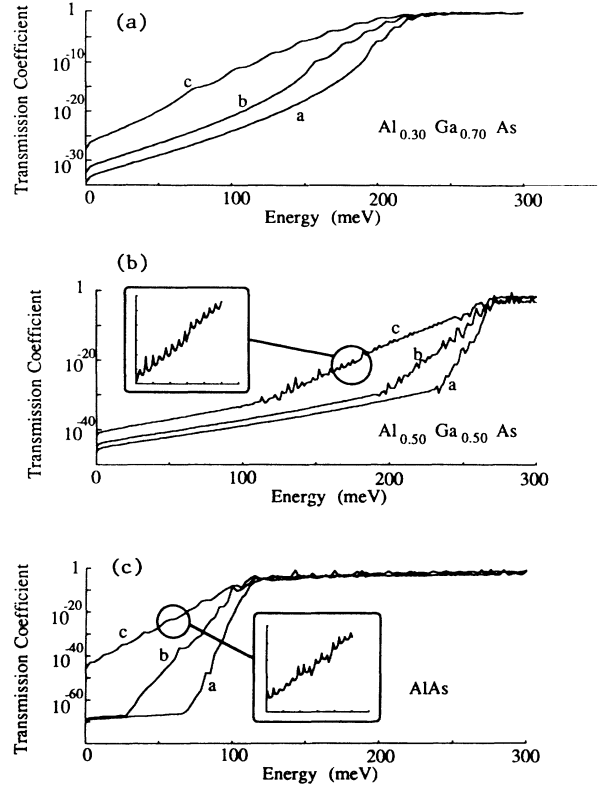 (a)
Transmission Coefficient
1
10^-10
10^-20
10^-30
c
b
a
Al0.30 Ga0.70 As
0 100 200 300
Energy (meV)
(b)
Transmission Coefficient
1
10^-20
10^-40
c
b
a
Al0.50 Ga0.50 As
0 100 200 300
Energy (meV)
(c)
Transmission Coefficient
1
10^-20
10^-40
10^-60
c
b
a
AlAs
0 100 200 300
Energy (meV)